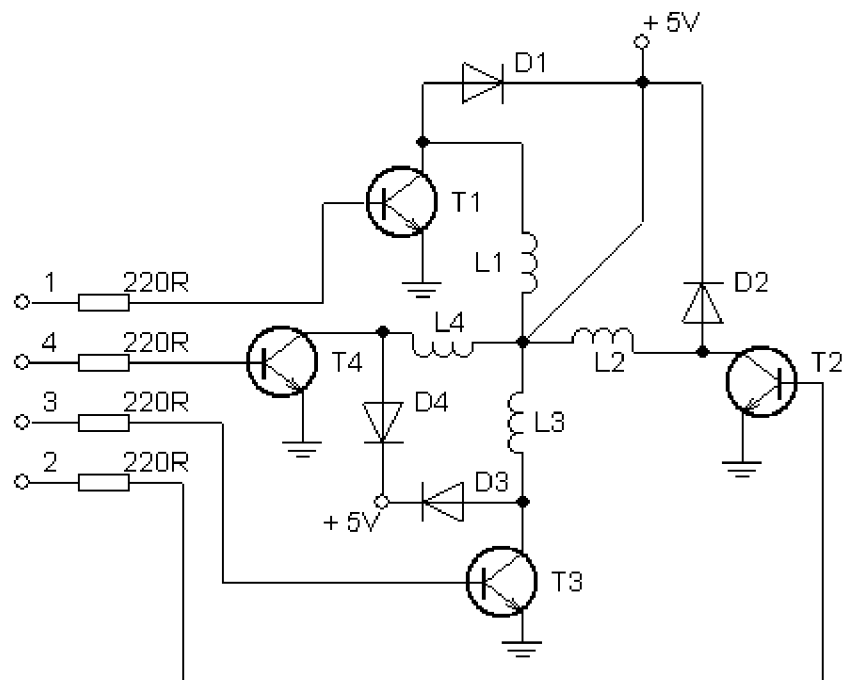 + 5V
D1
T1
L1
1 220R
D2
L4
4 220R
T4
L2
T2
3 220R
D4
L3
2 220R
D3
+ 5V
T3